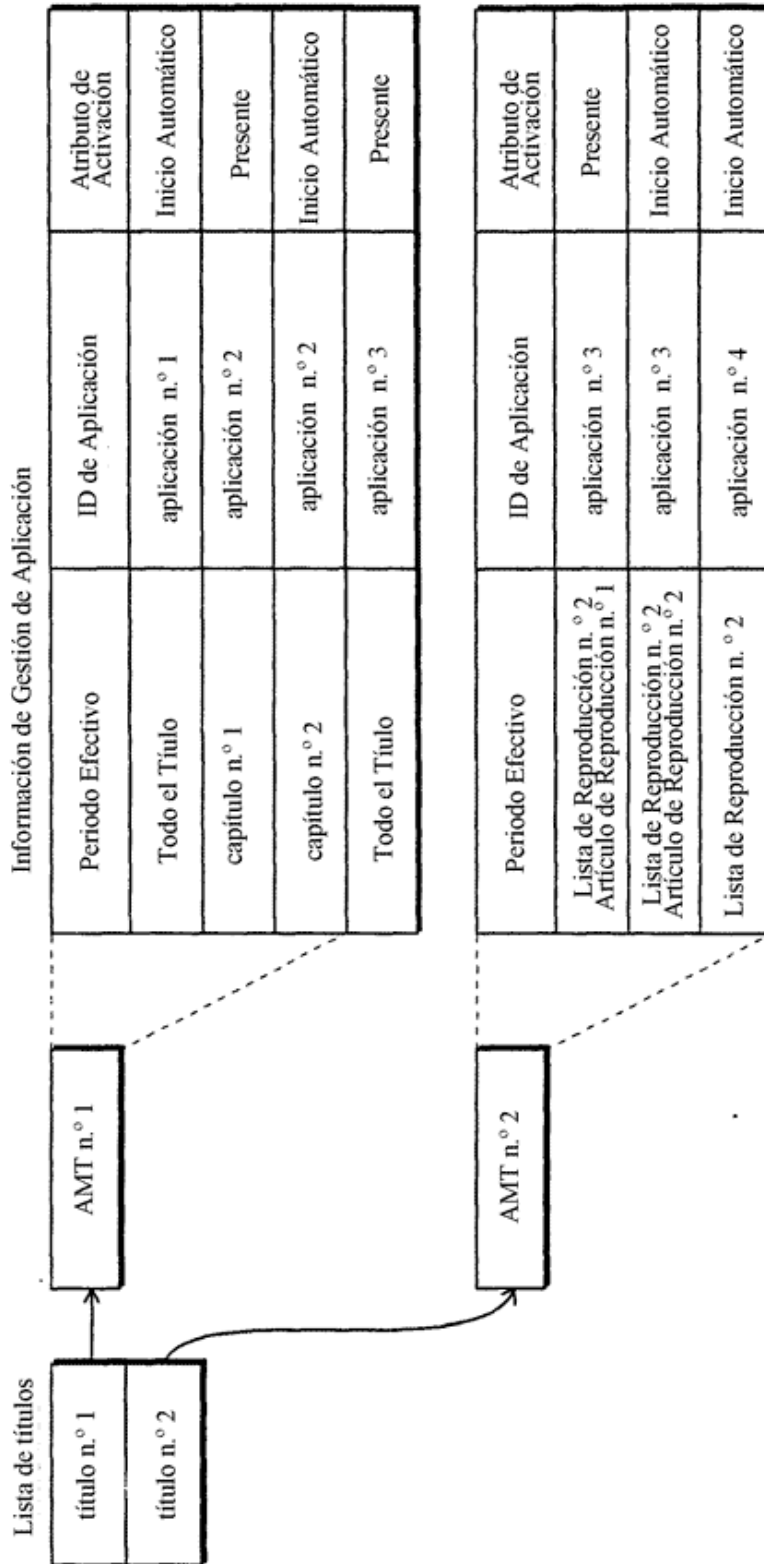 Información de Gestión de Aplicación
Lista de títulos
título n.º 1
título n.º 2
AMT n.º 1
Periodo Efectivo
ID de Aplicación
Atributo de
Activación
Todo el Tíulo
aplicación n.º 1
Inicio Automático
capítulo n.º 1
aplicación n.º 2
Presente
capítulo n.º 2
aplicación n.º 2
Inicio Automático
Todo el Tíulo
aplicación n.º 3
Presente
AMT n.º 2
Periodo Efectivo
ID de Aplicación
Atributo de
Activación
Lista de Reproducción n.º 2
Artículo de Reproducción n.º 1
aplicación n.º 3
Presente
Lista de Reproducción n.º 2
Artículo de Reproducción n.º 2
aplicación n.º 3
Inicio Automático
Lista de Reproducción n.º 2
aplicación n.º 4
Inicio Automático